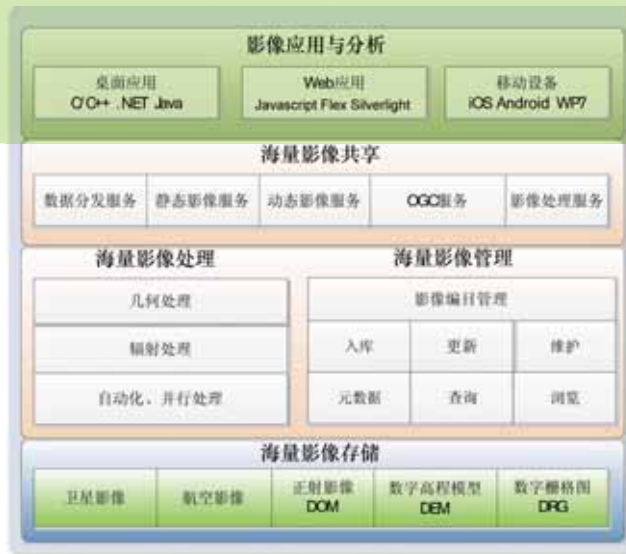 影像应用与分析
桌面应用
C/C++ .NET Java
Web应用
Javascript Flex Silverlight
移动设备
iOS Android WP7
海量影像共享
数据分发服务
静态影像服务
动态影像服务
OGC服务
影像处理服务
海量影像处理
几何处理
辐射处理
自动化、并行处理
海量影像管理
影像编目管理
入库
更新
维护
元数据
查询
浏览
海量影像存储
卫星影像
航空影像
正射影像
DOM
数字高程模型
DEM
数字栅格图
DRG